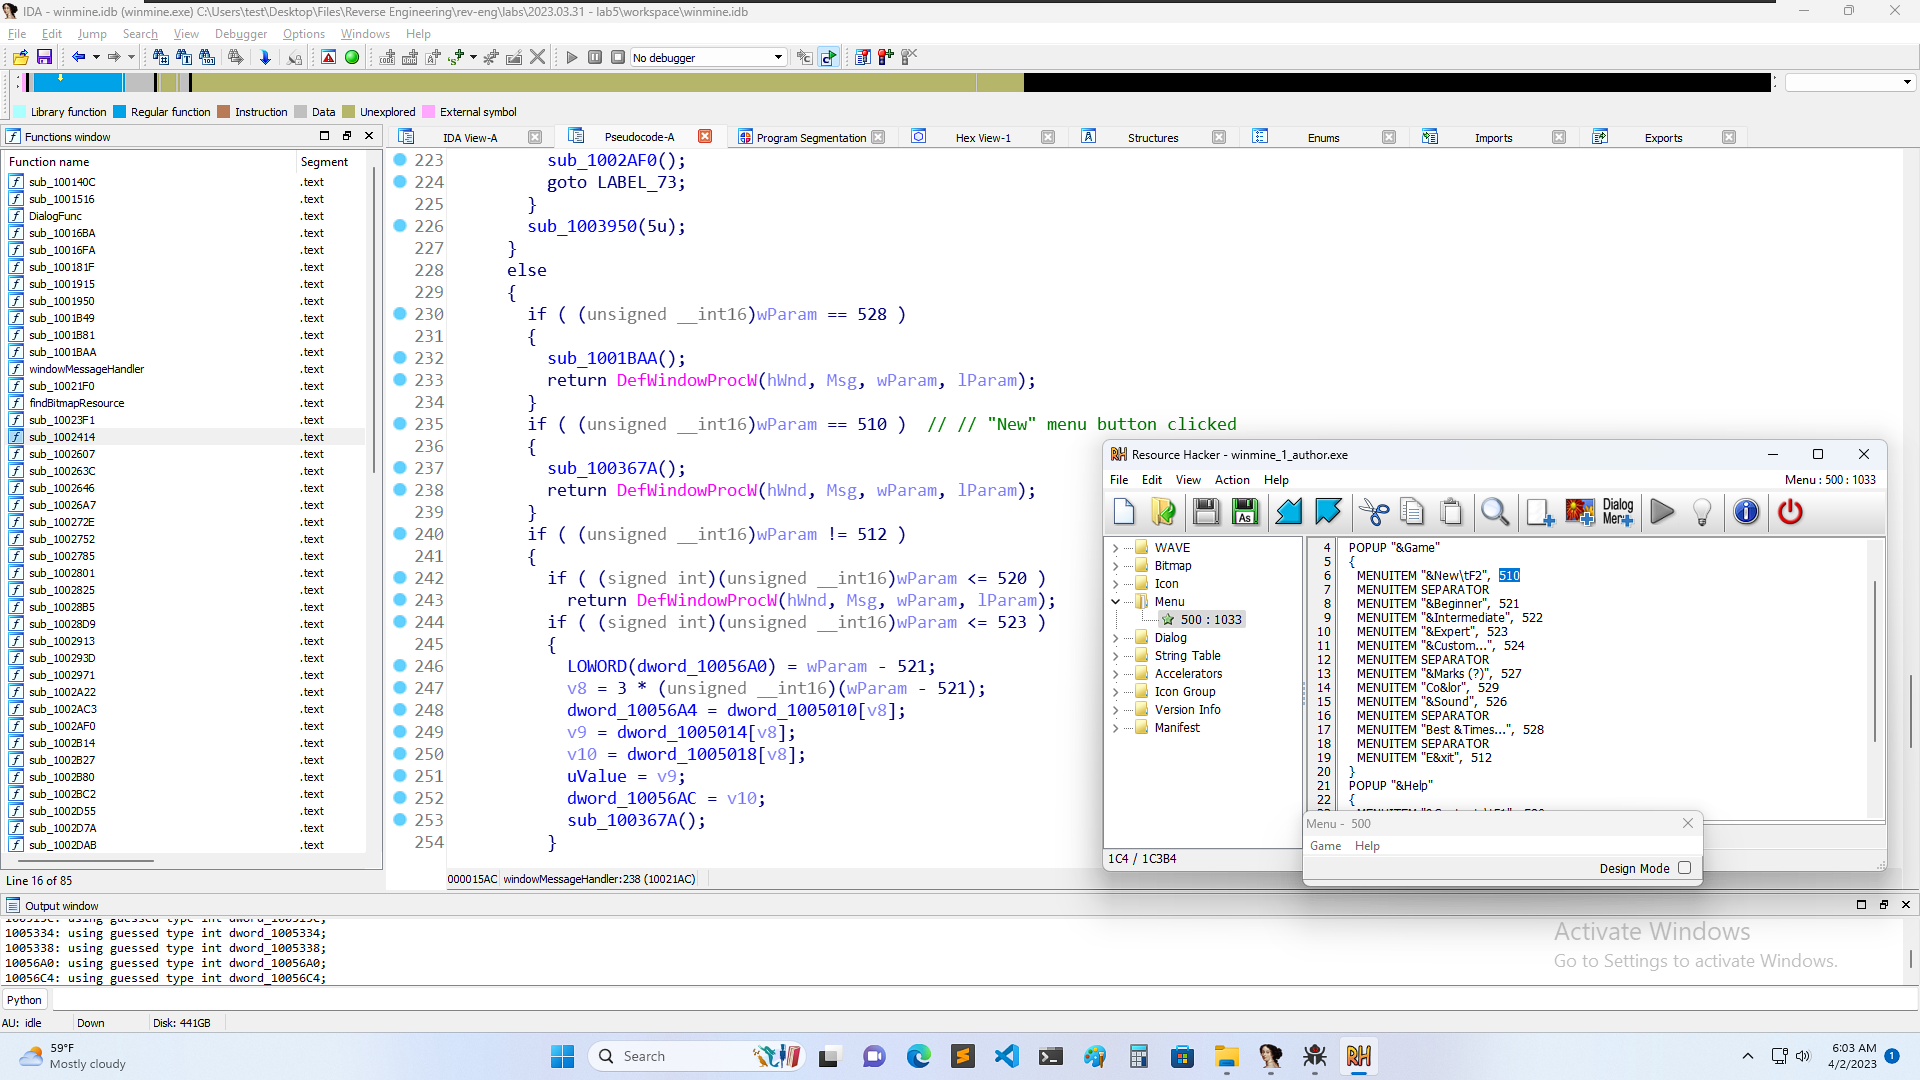 IDA - winmine.idb (winmine.exe) C:\Users\test\Desktop\Files\Reverse Engineering\rev-eng\labs\2023.03.31 - lab5\workspace\winmine.idb
File Edit Jump Search View Debugger Options Windows Help
No debugger
Library function Regular function Instruction Data Unexplored External symbol
Functions window
Function name Segment
sub_100140C .text
sub_1001516 .text
DialogFunc .text
sub_10016BA .text
sub_10016FA .text
sub_100181F .text
sub_1001915 .text
sub_1001950 .text
sub_1001B49 .text
sub_1001B81 .text
sub_1001BAA .text
windowMessageHandler .text
sub_10021F0 .text
findBitmapResource .text
sub_10023F1 .text
sub_1002414 .text
sub_1002607 .text
sub_100263C .text
sub_1002646 .text
sub_10026A7 .text
sub_100272E .text
sub_1002752 .text
sub_1002785 .text
sub_1002801 .text
sub_1002825 .text
sub_10028B5 .text
sub_10028D9 .text
sub_1002913 .text
sub_100293D .text
sub_1002971 .text
sub_1002A22 .text
sub_1002AC3 .text
sub_1002AF0 .text
sub_1002B14 .text
sub_1002B27 .text
sub_1002B80 .text
sub_1002BC2 .text
sub_1002D55 .text
sub_1002D7A .text
sub_1002DAB .text
Line 16 of 85
IDA View-A Pseudocode-A Program Segmentation Hex View-1 Structures Enums Imports Exports
223 sub_1002AF0();
224 goto LABEL_73;
225 }
226 sub_1003950(5u);
227 }
228 else
229 {
230 if ( (unsigned __int16)wParam == 528 )
231 {
232 sub_1001BAA();
233 return DefWindowProcW(hWnd, Msg, wParam, lParam);
234 }
235 if ( (unsigned __int16)wParam == 510 ) // // "New" menu button clicked
236 {
237 sub_100367A();
238 return DefWindowProcW(hWnd, Msg, wParam, lParam);
239 }
240 if ( (unsigned __int16)wParam != 512 )
241 {
242 if ( (signed int)(unsigned __int16)wParam <= 520 )
243 return DefWindowProcW(hWnd, Msg, wParam, lParam);
244 if ( (signed int)(unsigned __int16)wParam <= 523 )
245 {
246 LOWORD(dword_10056A0) = wParam - 521;
247 v8 = 3 * (unsigned __int16)(wParam - 521);
248 dword_10056A4 = dword_1005010[v8];
249 v9 = dword_1005014[v8];
250 v10 = dword_1005018[v8];
251 uValue = v9;
252 dword_10056AC = v10;
253 sub_100367A();
254 }
000015AC windowMessageHandler:238 (10021AC)
Resource Hacker - winmine_1_author.exe
File Edit View Action Help Menu : 500 : 1033
As
Dialog
Menu
WAVE
Bitmap
Icon
Menu
500 : 1033
Dialog
String Table
Accelerators
Icon Group
Version Info
Manifest
4 POPUP "&Game"
5 {
6 MENUITEM "&New\tF2", 510
7 MENUITEM SEPARATOR
8 MENUITEM "&Beginner", 521
9 MENUITEM "&Intermediate", 522
10 MENUITEM "&Expert", 523
11 MENUITEM "&Custom...", 524
12 MENUITEM SEPARATOR
13 MENUITEM "&Marks (?)", 527
14 MENUITEM "Co&lor", 529
15 MENUITEM "&Sound", 526
16 MENUITEM SEPARATOR
17 MENUITEM "Best &Times...", 528
18 MENUITEM SEPARATOR
19 MENUITEM "E&xit", 512
20 }
21 POPUP "&Help"
22 {
1C4 / 1C3B4
Menu - 500
Game Help
Design Mode
Output window
1005334: using guessed type int dword_1005334;
1005338: using guessed type int dword_1005338;
10056A0: using guessed type int dword_10056A0;
10056C4: using guessed type int dword_10056C4;
Python
AU: idle Down Disk: 441GB
Activate Windows
Go to Settings to activate Windows.
59°F
Mostly cloudy
Search
RH
6:03 AM
4/2/2023
1